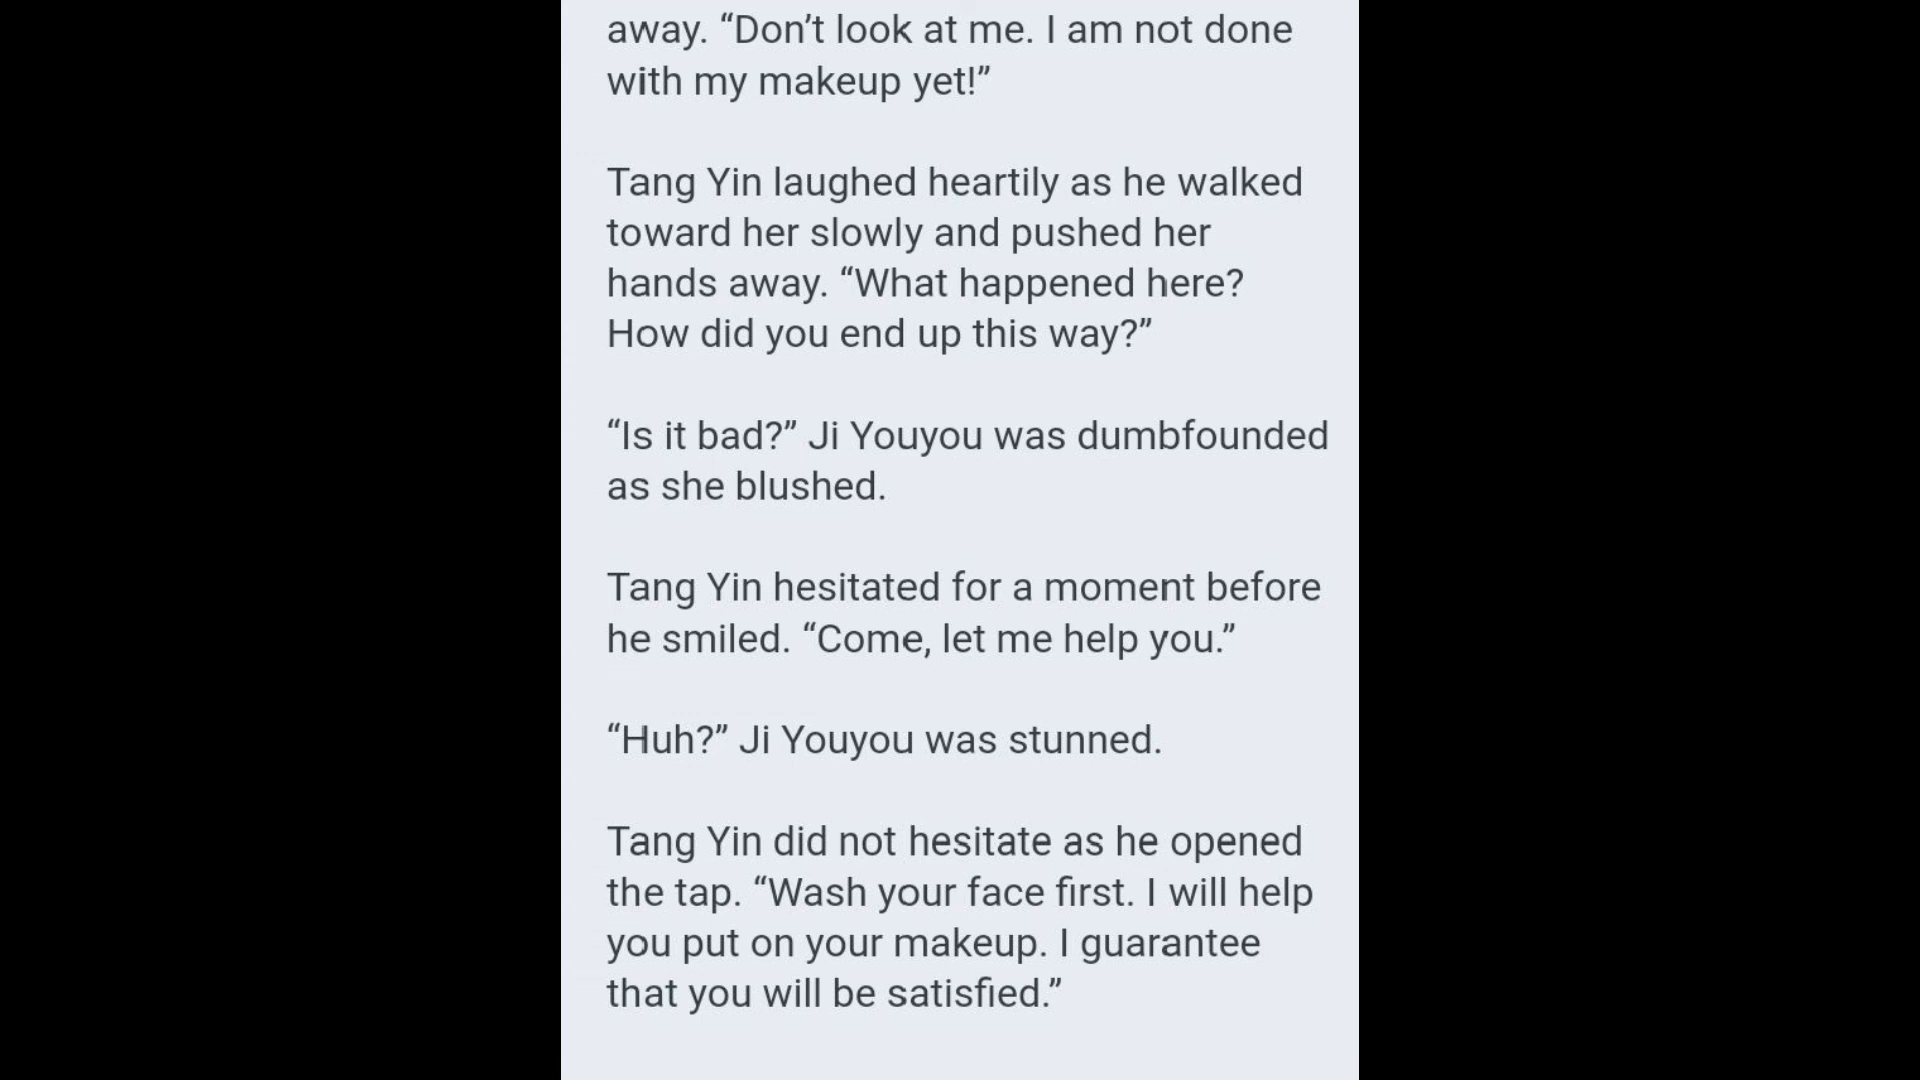 away. “Don’t look at me. I am not done
with my makeup yet!”
Tang Yin laughed heartily as he walked
toward her slowly and pushed her
hands away. “What happened here?
How did you end up this way?”
“Is it bad?” Ji Youyou was dumbfounded
as she blushed.
Tang Yin hesitated for a moment before
he smiled. “Come, let me help you.”
“Huh?” Ji Youyou was stunned.
Tang Yin did not hesitate as he opened
the tap. “Wash your face first. I will help
you put on your makeup. I guarantee
that you will be satisfied.”